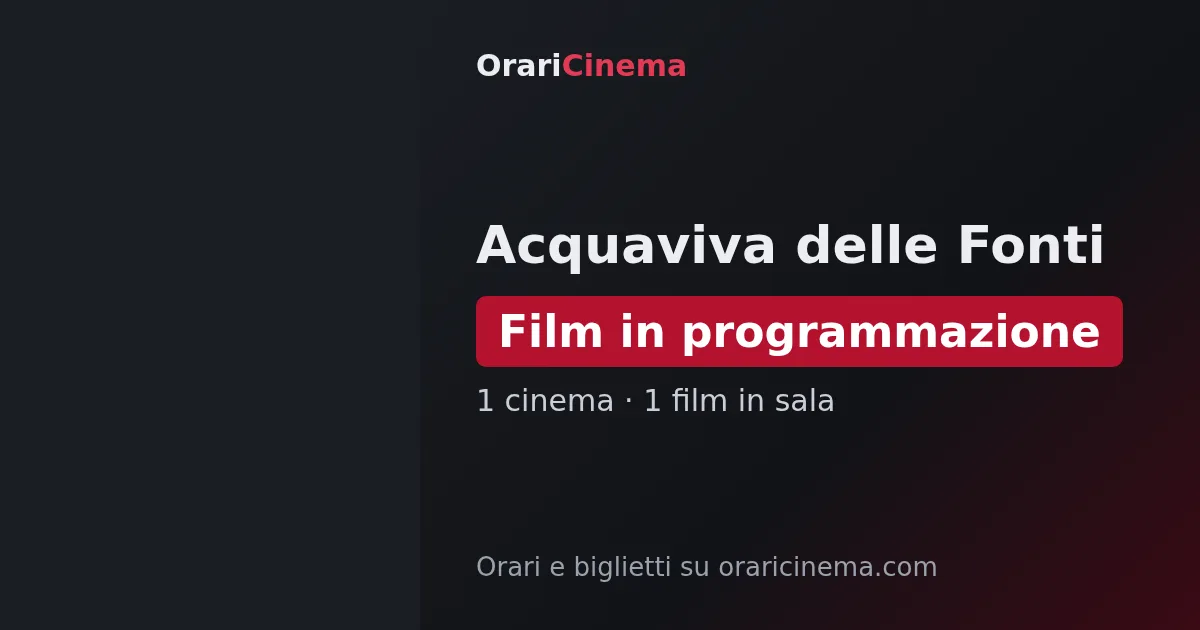 OrariCinema
Acquaviva delle Fonti
Film in programmazione
1 cinema · 1 film in sala
Orari e biglietti su oraricinema.com